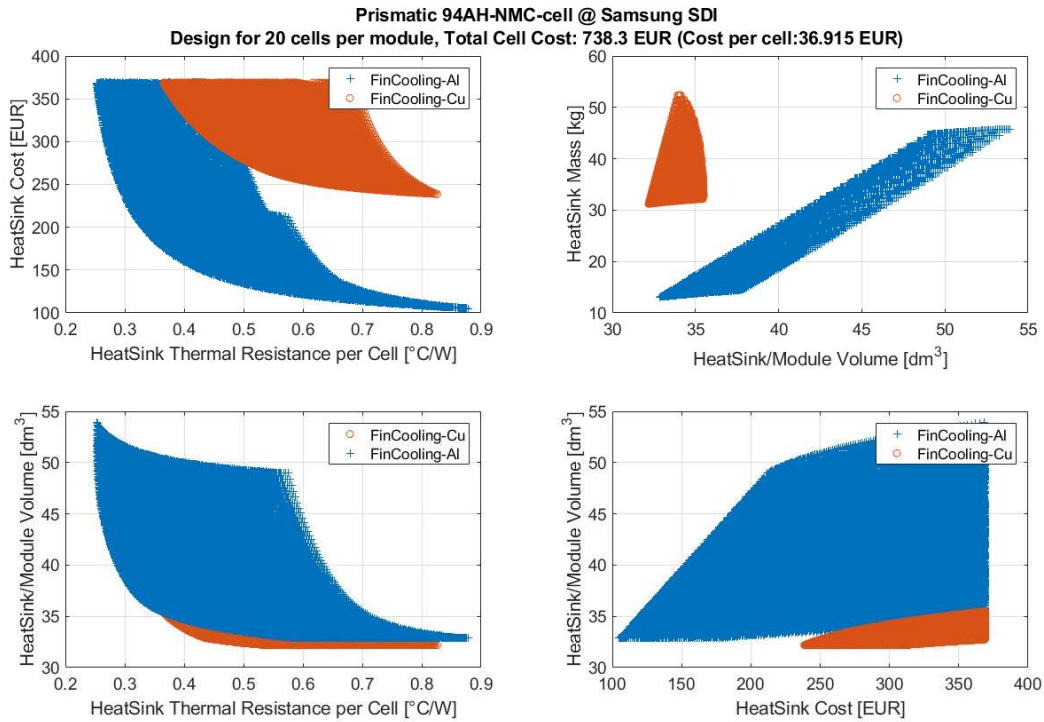 Prismatic 94AH-NMC-cell @ Samsung SDI
Design for 20 cells per module, Total Cell Cost: 738.3 EUR (Cost per cell:36.915 EUR)
400
350
300
250
200
150
100
HeatSink Cost [EUR]
FinCooling-Al
FinCooling-Cu
0.2 0.3 0.4 0.5 0.6 0.7 0.8 0.9
HeatSink Thermal Resistance per Cell [°C/W]
60
50
40
30
20
10
HeatSink Mass [kg]
FinCooling-Al
FinCooling-Cu
30 35 40 45 50 55
HeatSink/Module Volume [dm³]
55
50
45
40
35
30
HeatSink/Module Volume [dm³]
FinCooling-Cu
FinCooling-Al
0.2 0.3 0.4 0.5 0.6 0.7 0.8 0.9
HeatSink Thermal Resistance per Cell [°C/W]
55
50
45
40
35
30
HeatSink/Module Volume [dm³]
FinCooling-Al
FinCooling-Cu
100 150 200 250 300 350 400
HeatSink Cost [EUR]